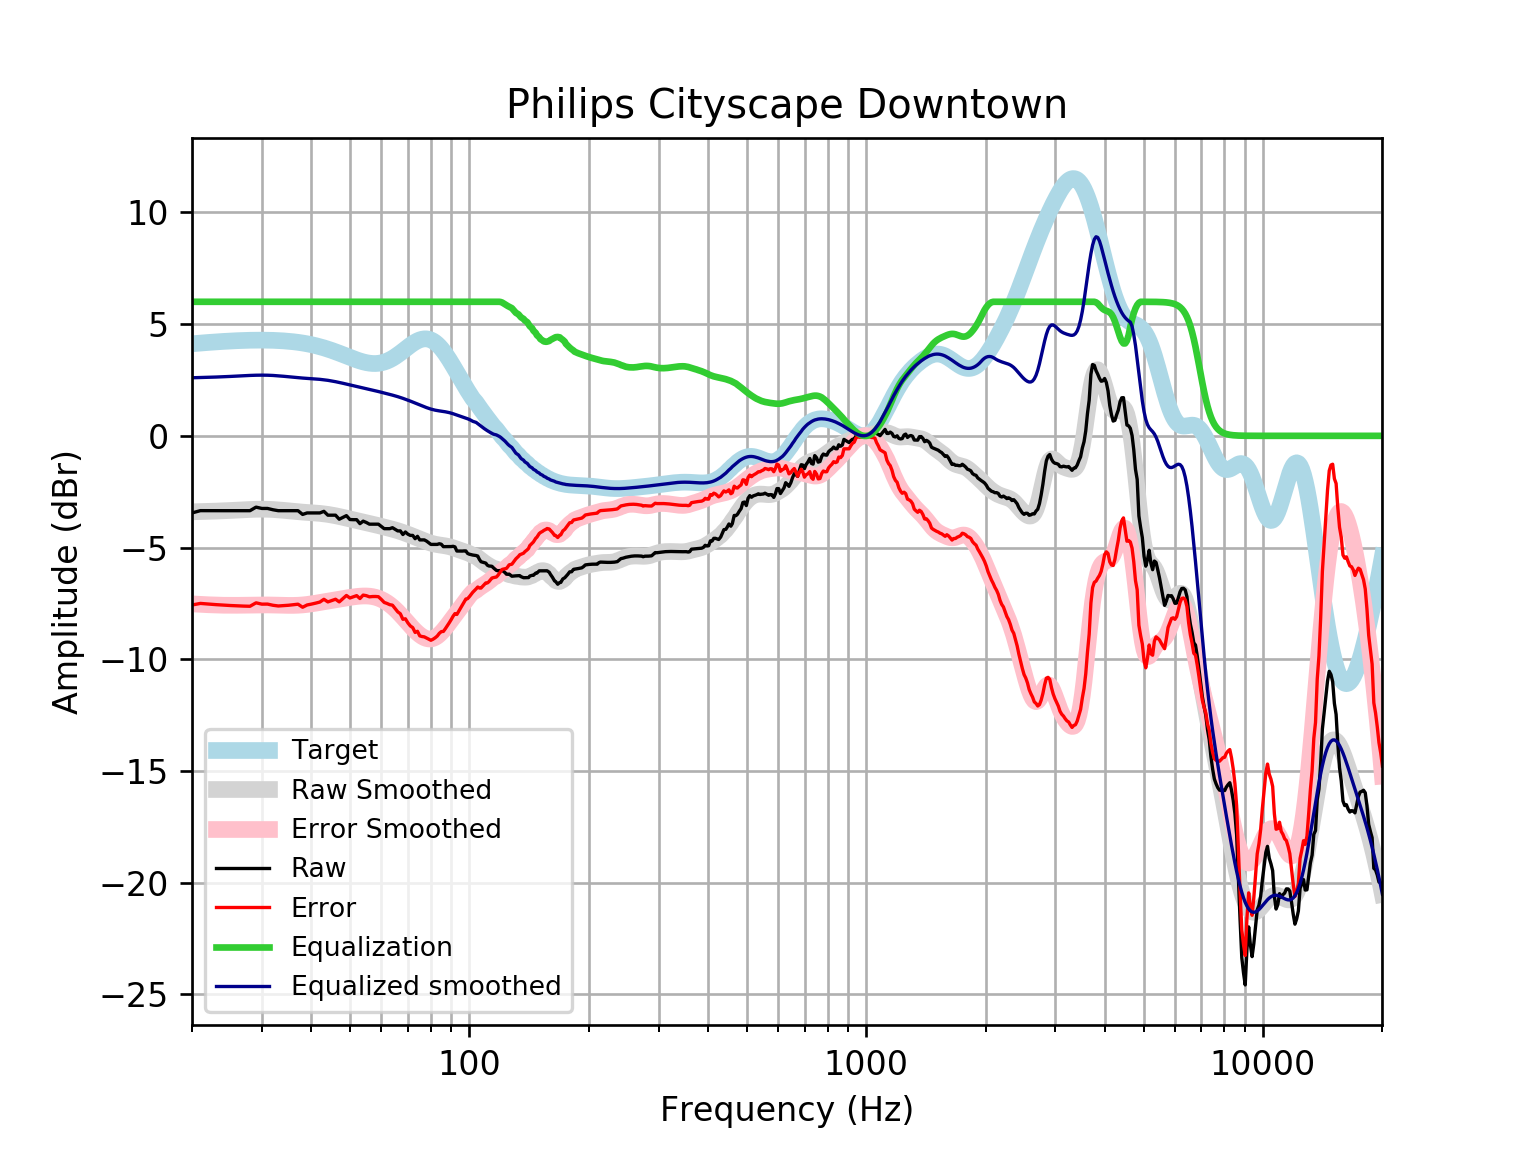 Philips Cityscape Downtown
Amplitude (dBr)
10
5
0
−5
−10
−15
−20
−25
Target
Raw Smoothed
Error Smoothed
Raw
Error
Equalization
Equalized smoothed
100 1000 10000
Frequency (Hz)